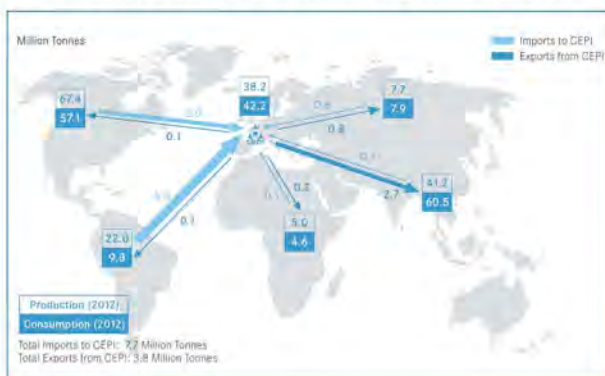 Million Tonnes
Imports to CEPI
Exports from CEPI
67.4
57.1
38.2
42.2
7.7
7.9
0.1
0.8
2.7
41.2
60.5
0.2
5.0
4.6
22.0
9.8
0.1
Production (2012)
Consumption (2012)
Total Imports to CEPI: 7.7 Million Tonnes
Total Exports from CEPI: 3.8 Million Tonnes